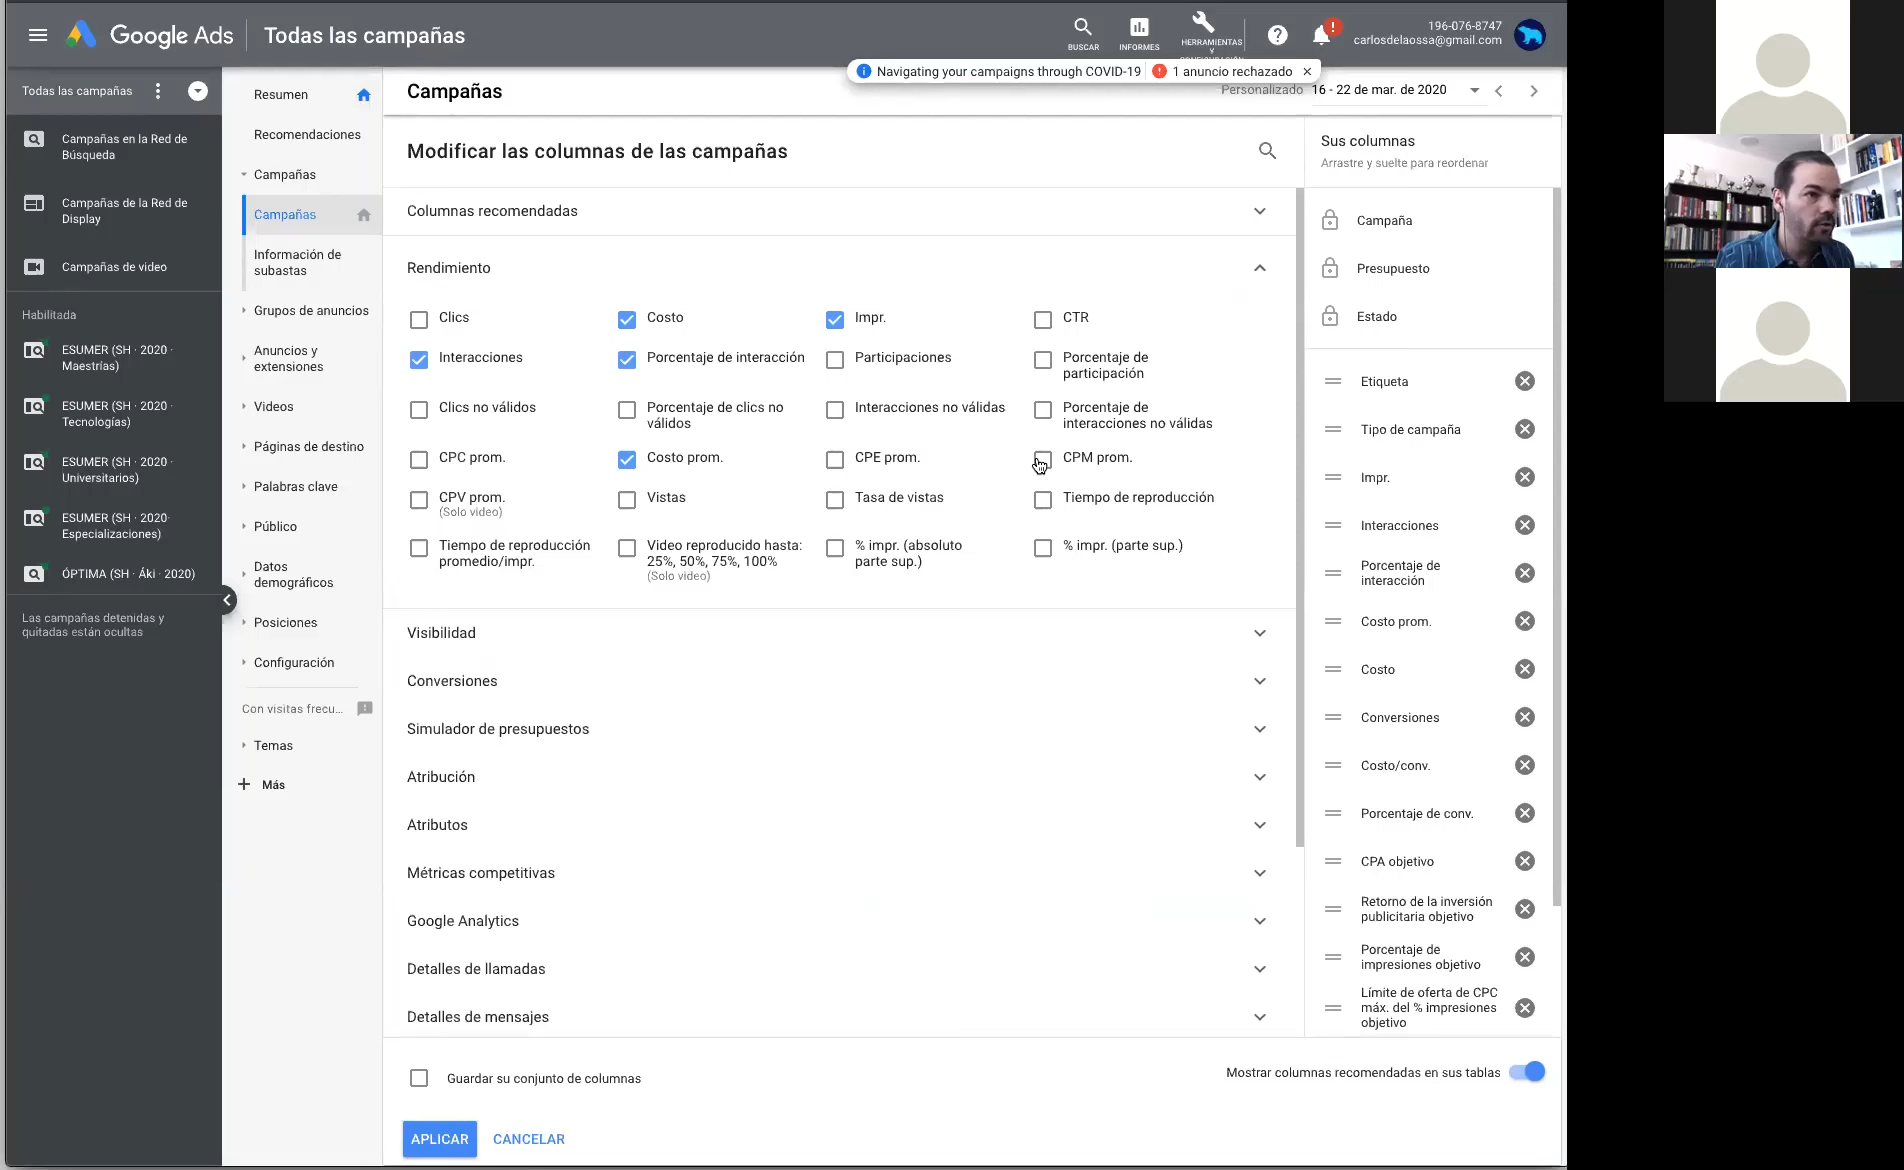 Google Ads
Todas las campañas
BUSCAR
INFORMES
HERRAMIENTAS
Y
196-076-8747
carlosdelaossa@gmail.com
Navigating your campaigns through COVID-19
1 anuncio rechazado
Todas las campañas
Campañas en la Red de
Búsqueda
Campañas de la Red de
Display
Campañas de video
Habilitada
ESUMER (SH · 2020 ·
Maestrías)
ESUMER (SH · 2020 ·
Tecnologías)
ESUMER (SH · 2020 ·
Universitarios)
ESUMER (SH · 2020·
Especializaciones)
ÓPTIMA (SH · Áki · 2020)
Las campañas detenidas y
quitadas están ocultas
Resumen
Recomendaciones
Campañas
Campañas
Información de
subastas
Grupos de anuncios
Anuncios y
extensiones
Videos
Páginas de destino
Palabras clave
Público
Datos
demográficos
Posiciones
Configuración
Con visitas frecu...
Temas
Más
Campañas
Personalizado
16 - 22 de mar. de 2020
Modificar las columnas de las campañas
Columnas recomendadas
Rendimiento
Clics
Costo
Impr.
CTR
Interacciones
Porcentaje de interacción
Participaciones
Porcentaje de
participación
Clics no válidos
Porcentaje de clics no
válidos
Interacciones no válidas
Porcentaje de
interacciones no válidas
CPC prom.
Costo prom.
CPE prom.
CPM prom.
CPV prom.
(Solo video)
Vistas
Tasa de vistas
Tiempo de reproducción
Tiempo de reproducción
promedio/impr.
Video reproducido hasta:
25%, 50%, 75%, 100%
(Solo video)
% impr. (absoluto
parte sup.)
% impr. (parte sup.)
Visibilidad
Conversiones
Simulador de presupuestos
Atribución
Atributos
Métricas competitivas
Google Analytics
Detalles de llamadas
Detalles de mensajes
Sus columnas
Arrastre y suelte para reordenar
Campaña
Presupuesto
Estado
Etiqueta
Tipo de campaña
Impr.
Interacciones
Porcentaje de
interacción
Costo prom.
Costo
Conversiones
Costo/conv.
Porcentaje de conv.
CPA objetivo
Retorno de la inversión
publicitaria objetivo
Porcentaje de
impresiones objetivo
Límite de oferta de CPC
máx. del % impresiones
objetivo
Guardar su conjunto de columnas
Mostrar columnas recomendadas en sus tablas
APLICAR
CANCELAR